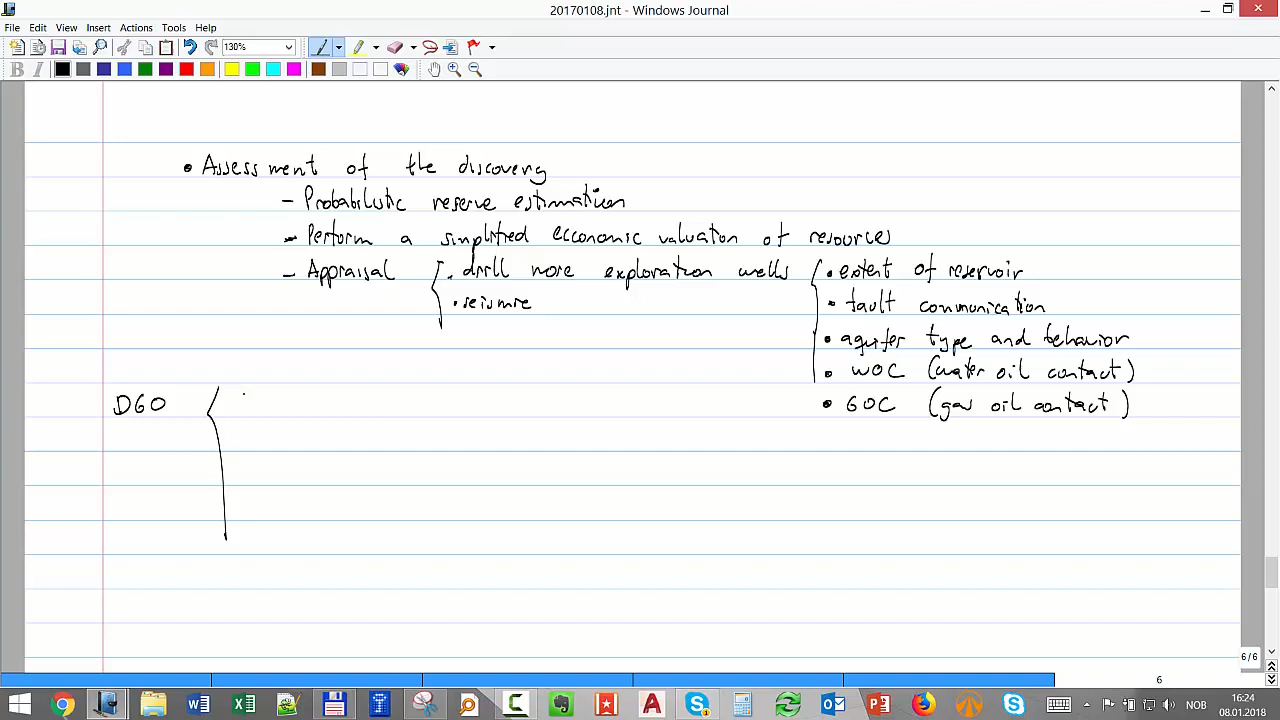 20170108.jnt - Windows Journal
File Edit View Insert Actions Tools Help
130%
B I
• Assessment of the discovery
- Probabilistic reserve estimation
- Perform a simplified economic valuation of resources
- Appraisal { • drill more exploration wells { • extent of reservoir
• seismic • fault communication
• aquifer type and behavior
• WOC (water oil contact)
DGO { • GOC (gas oil contact)
6/6
6
NOB 16:24
08.01.2018